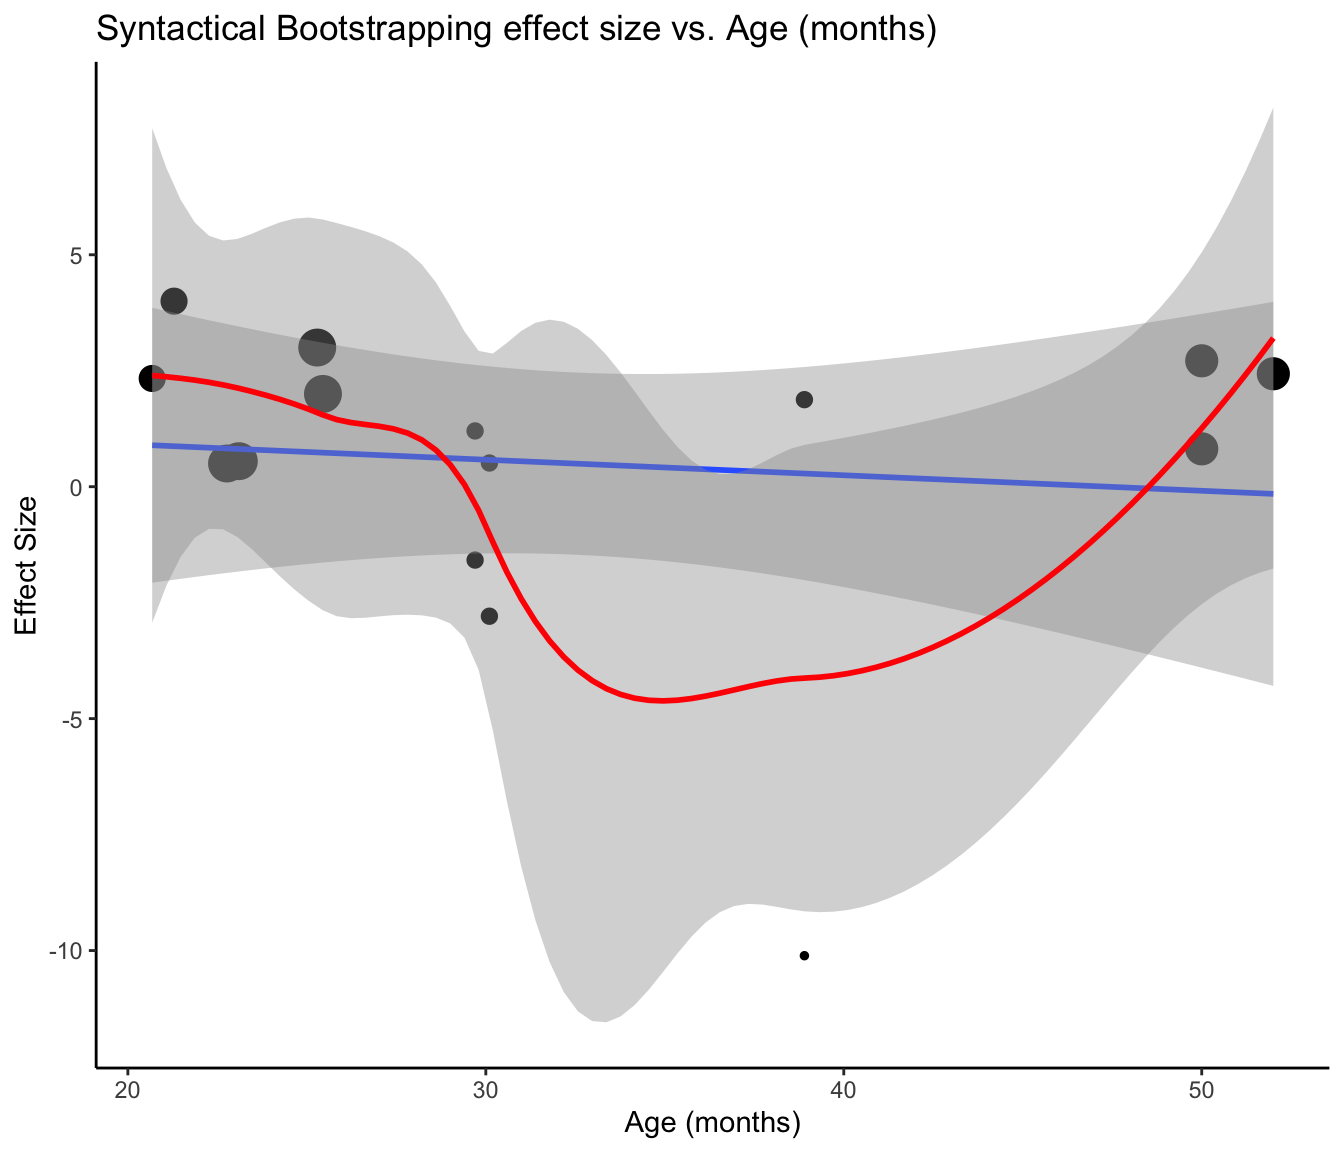 Syntactical Bootstrapping effect size vs. Age (months)
Effect Size
5
0
-5
-10
20 30 40 50
Age (months)